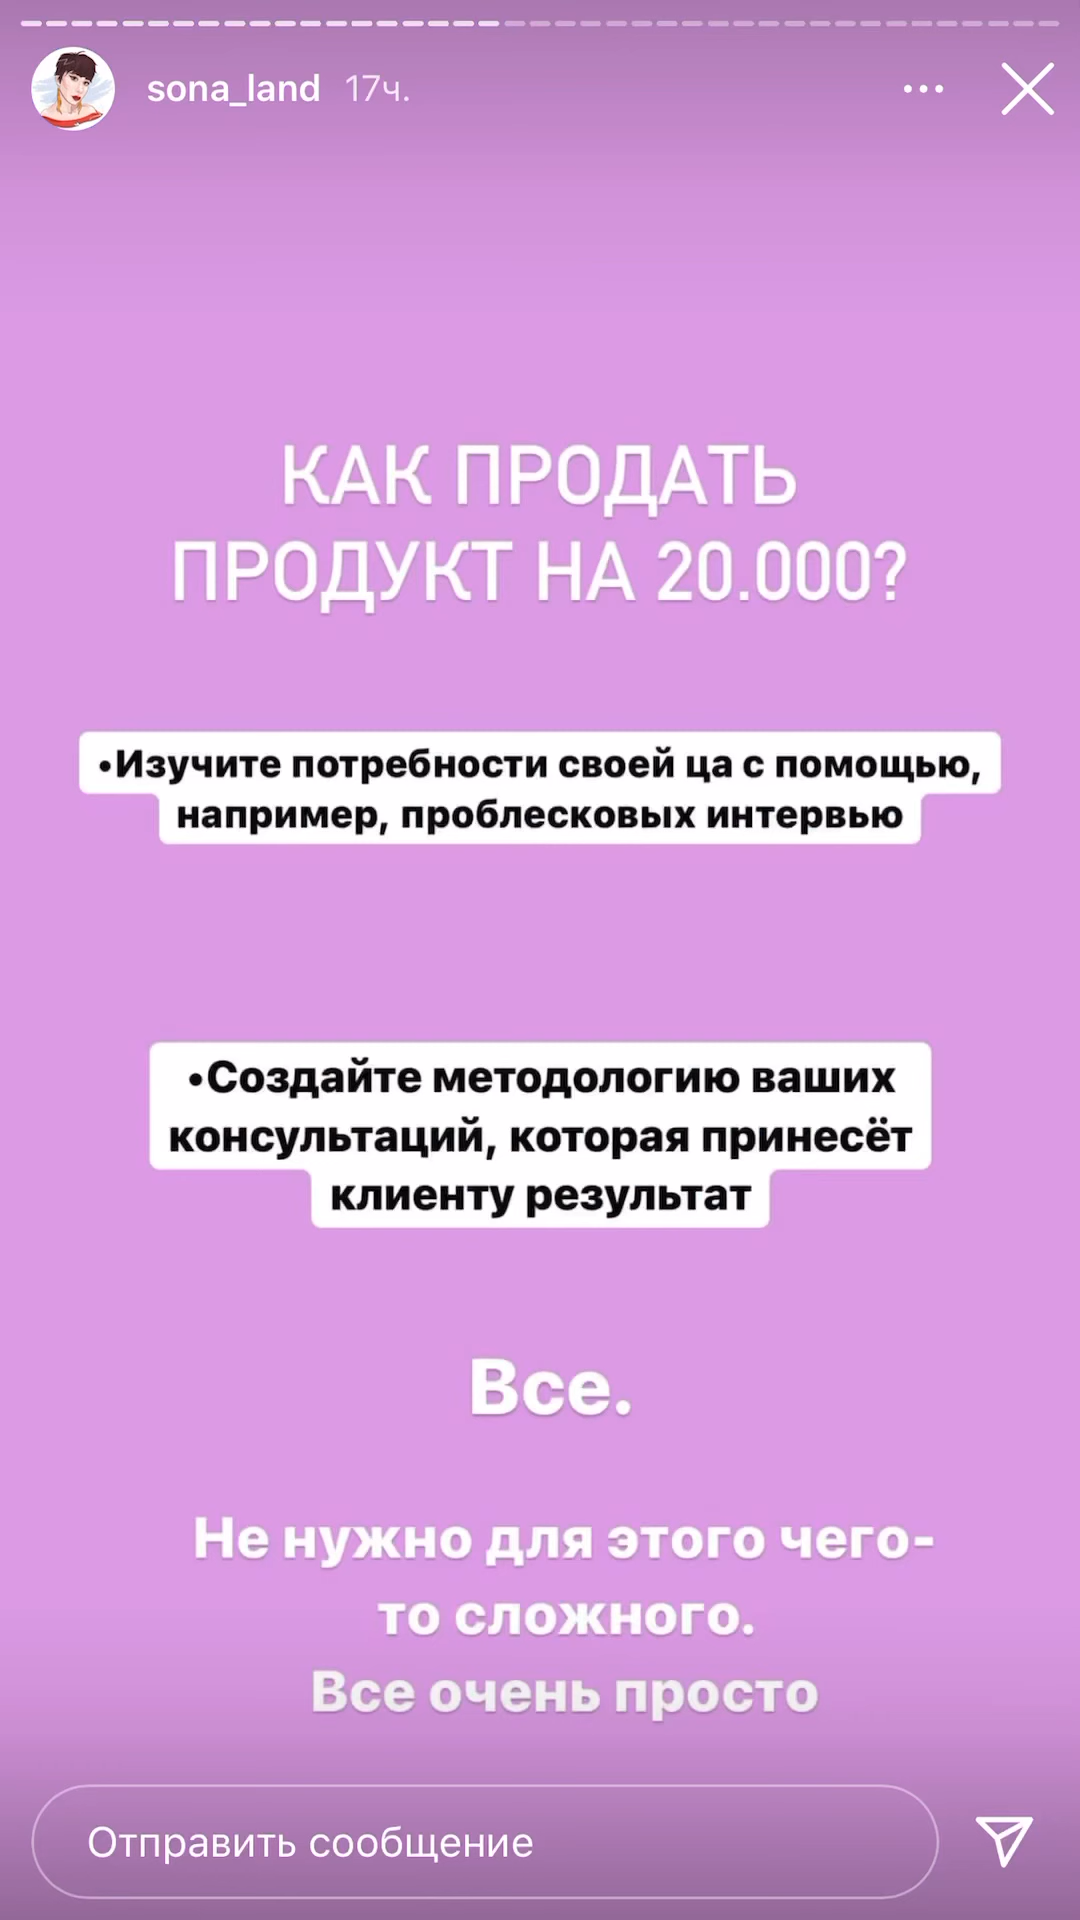 sona_land 17ч.
КАК ПРОДАТЬ
ПРОДУКТ НА 20.000?
•Изучите потребности своей ца с помощью,
например, проблесковых интервью
•Создайте методологию ваших
консультаций, которая принесёт
клиенту результат
Все.
Не нужно для этого чего-
то сложного.
Все очень просто
Отправить сообщение